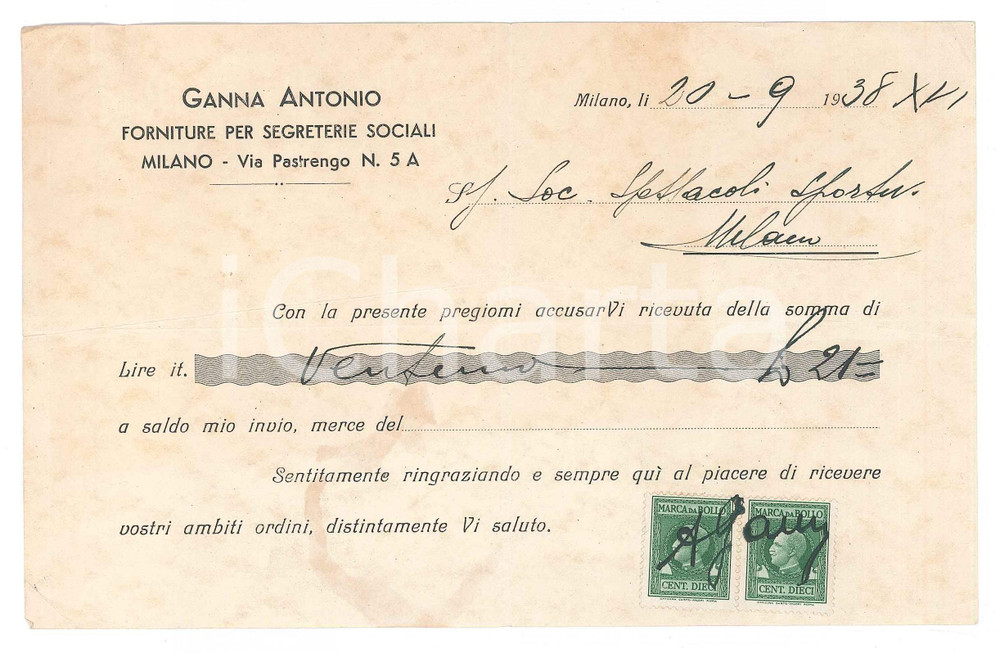 GANNA ANTONIO
FORNITURE PER SEGRETERIE SOCIALI
MILANO - Via Pastrengo N. 5 A
Milano, li 20 - 9 1938 XVI
Soc. Spettacoli Sportiv.
Milano
Con la presente pregiomi accusarVi ricevuta della somma di
Lire it. Ventuno L 21=
a saldo mio invio, merce del
Sentitamente ringraziando e sempre quì al piacere di ricevere
vostri ambiti ordini, distintamente Vi saluto.
MARCA DA BOLLO MARCA DA BOLLO
AGanna
CENT. DIECI CENT. DIECI
iCharta